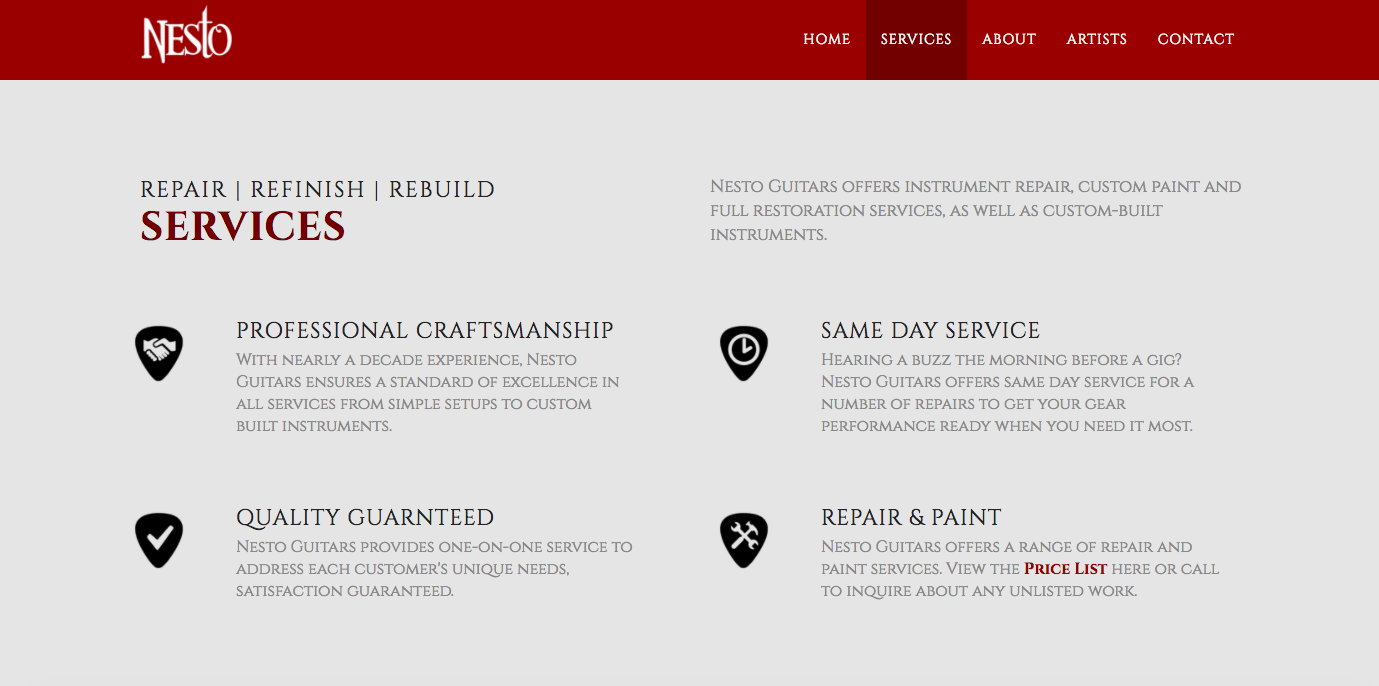 Nesto
HOME
SERVICES
ABOUT
ARTISTS
CONTACT
REPAIR | REFINISH | REBUILD
SERVICES
Nesto Guitars offers instrument repair, custom paint and
full restoration services, as well as custom-built
instruments.
PROFESSIONAL CRAFTSMANSHIP
With nearly a decade experience, Nesto
Guitars ensures a standard of excellence in
all services from simple setups to custom
built instruments.
SAME DAY SERVICE
Hearing a buzz the morning before a gig?
Nesto Guitars offers same day service for a
number of repairs to get your gear
performance ready when you need it most.
QUALITY GUARNTEED
Nesto Guitars provides one-on-one service to
address each customer's unique needs,
satisfaction guaranteed.
REPAIR & PAINT
Nesto Guitars offers a range of repair and
paint services. View the Price List here or call
to inquire about any unlisted work.